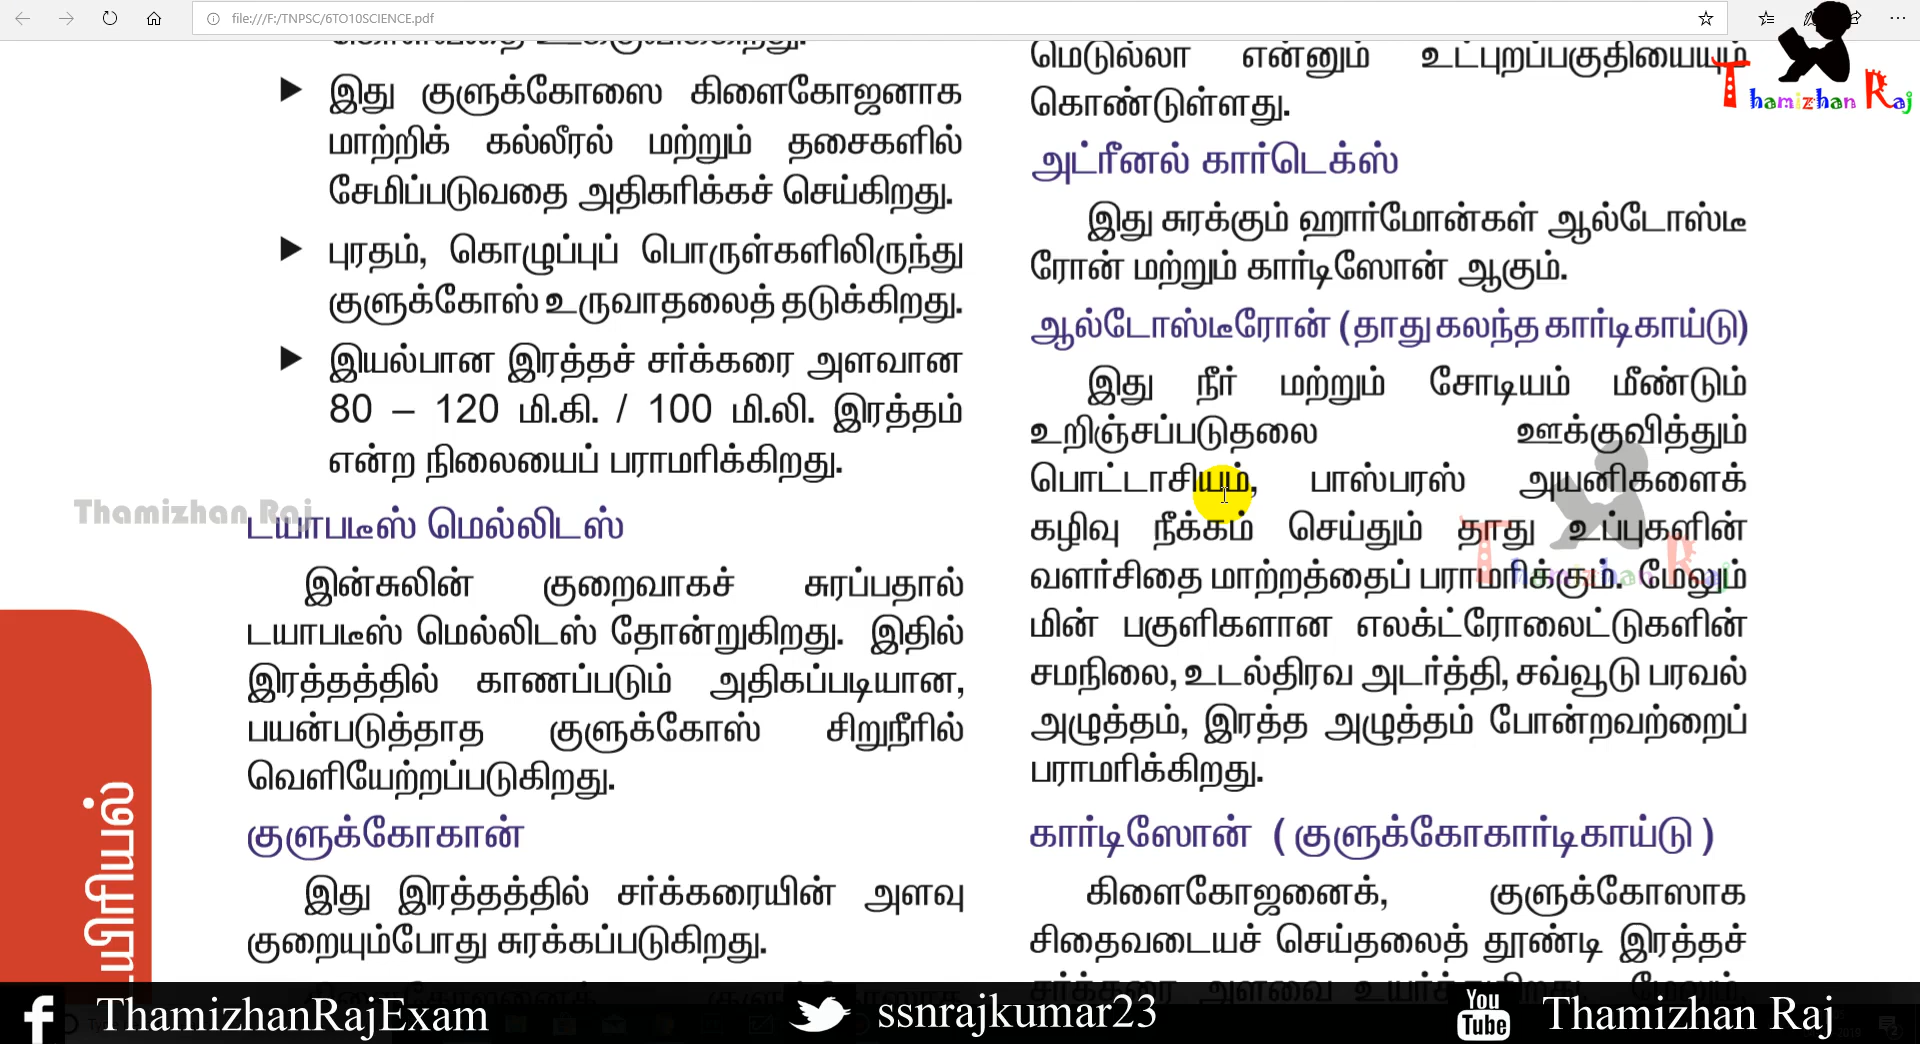 file:///F:/TNPSC/6TO10SCIENCE.pdf
இது குளுக்கோஸை கிளைகோஜனாக
மாற்றிக் கல்லீரல் மற்றும் தசைகளில்
சேமிப்படுவதை அதிகரிக்கச் செய்கிறது.
புரதம், கொழுப்புப் பொருள்களிலிருந்து
குளுக்கோஸ் உருவாதலைத் தடுக்கிறது.
இயல்பான இரத்தச் சர்க்கரை அளவான
80 – 120 மி.கி. / 100 மி.லி. இரத்தம்
என்ற நிலையைப் பராமரிக்கிறது.
Thamizhan Raj
டயாபடீஸ் மெல்லிடஸ்
இன்சுலின் குறைவாகச் சுரப்பதால்
டயாபடீஸ் மெல்லிடஸ் தோன்றுகிறது. இதில்
இரத்தத்தில் காணப்படும் அதிகப்படியான,
பயன்படுத்தாத குளுக்கோஸ் சிறுநீரில்
வெளியேற்றப்படுகிறது.
குளுக்கோகான்
இது இரத்தத்தில் சர்க்கரையின் அளவு
குறையும்போது சுரக்கப்படுகிறது.
மெடுல்லா என்னும் உட்புறப்பகுதியையும்
கொண்டுள்ளது.
அட்ரீனல் கார்டெக்ஸ்
இது சுரக்கும் ஹார்மோன்கள் ஆல்டோஸ்டீ
ரோன் மற்றும் கார்டிஸோன் ஆகும்.
ஆல்டோஸ்டீரோன் (தாது கலந்த கார்டிகாய்டு)
இது நீர் மற்றும் சோடியம் மீண்டும்
உறிஞ்சப்படுதலை ஊக்குவித்தும்
பொட்டாசியம், பாஸ்பரஸ் அயனிகளைக்
கழிவு நீக்கம் செய்தும் தாது உப்புகளின்
வளர்சிதை மாற்றத்தைப் பராமரிக்கும். மேலும்
மின் பகுளிகளான எலக்ட்ரோலைட்டுகளின்
சமநிலை, உடல்திரவ அடர்த்தி, சவ்வூடு பரவல்
அழுத்தம், இரத்த அழுத்தம் போன்றவற்றைப்
பராமரிக்கிறது.
கார்டிஸோன் ( குளுக்கோகார்டிகாய்டு )
கிளைகோஜனைக், குளுக்கோஸாக
சிதைவடையச் செய்தலைத் தூண்டி இரத்தச்
சர்க்கரை அளவை
Thamizhan Raj
Thamizhan Raj
ThamizhanRajExam
ssnrajkumar23
You
Tube
Thamizhan Raj